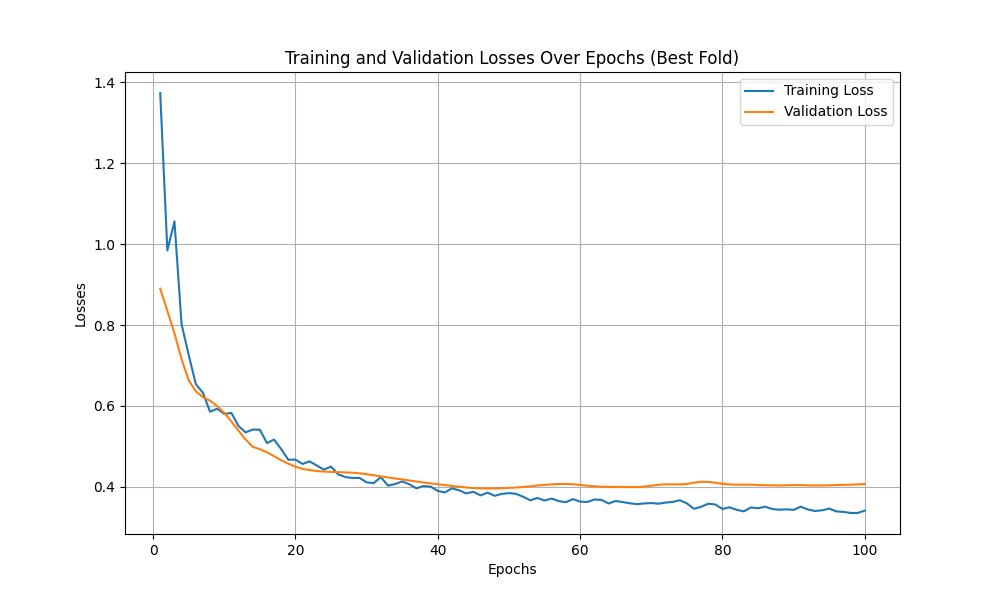 Training and Validation Losses Over Epochs (Best Fold)
Training Loss
Validation Loss
1.4
1.2
1.0
0.8
0.6
0.4
Losses
0 20 40 60 80 100
Epochs